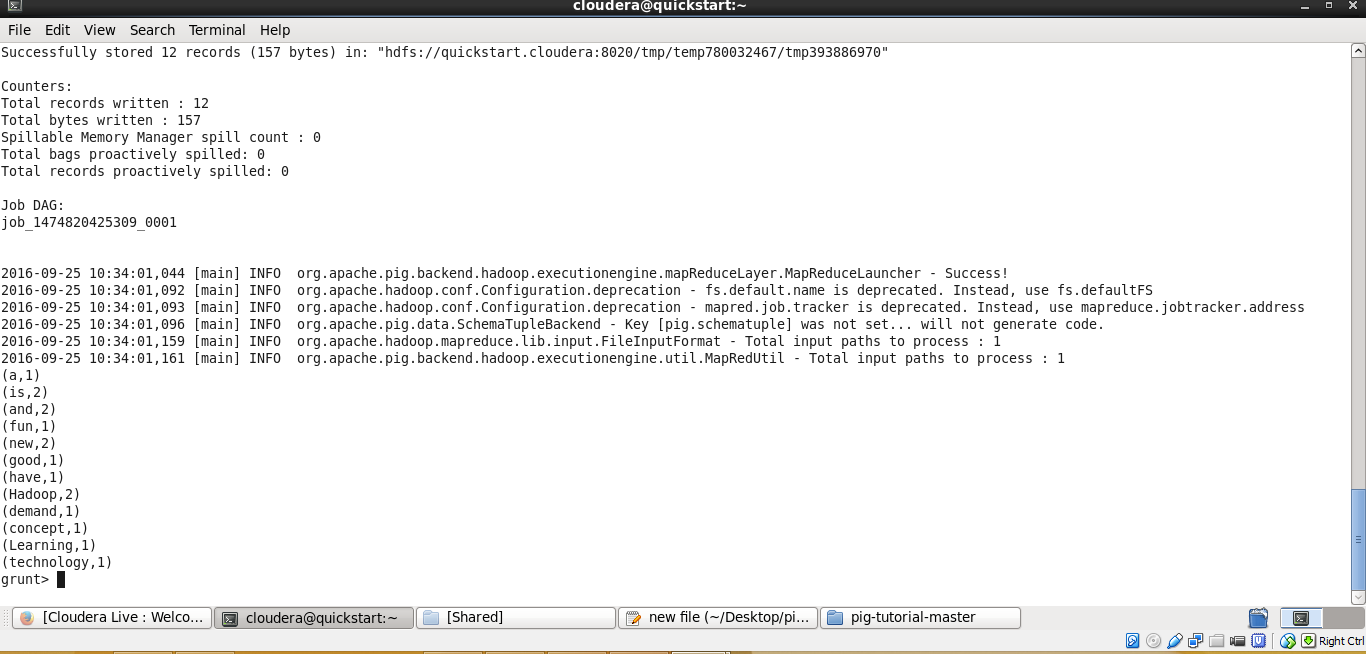 cloudera@quickstart:~
File Edit View Search Terminal Help
Successfully stored 12 records (157 bytes) in: "hdfs://quickstart.cloudera:8020/tmp/temp780032467/tmp393886970"
Counters:
Total records written : 12
Total bytes written : 157
Spillable Memory Manager spill count : 0
Total bags proactively spilled: 0
Total records proactively spilled: 0
Job DAG:
job_1474820425309_0001
2016-09-25 10:34:01,044 [main] INFO  org.apache.pig.backend.hadoop.executionengine.mapReduceLayer.MapReduceLauncher - Success!
2016-09-25 10:34:01,092 [main] INFO  org.apache.hadoop.conf.Configuration.deprecation - fs.default.name is deprecated. Instead, use fs.defaultFS
2016-09-25 10:34:01,093 [main] INFO  org.apache.hadoop.conf.Configuration.deprecation - mapred.job.tracker is deprecated. Instead, use mapreduce.jobtracker.address
2016-09-25 10:34:01,096 [main] INFO  org.apache.pig.data.SchemaTupleBackend - Key [pig.schematuple] was not set... will not generate code.
2016-09-25 10:34:01,159 [main] INFO  org.apache.hadoop.mapreduce.lib.input.FileInputFormat - Total input paths to process : 1
2016-09-25 10:34:01,161 [main] INFO  org.apache.pig.backend.hadoop.executionengine.util.MapRedUtil - Total input paths to process : 1
(a,1)
(is,2)
(and,2)
(fun,1)
(new,2)
(good,1)
(have,1)
(Hadoop,2)
(demand,1)
(concept,1)
(Learning,1)
(technology,1)
grunt>
[Cloudera Live : Welco... cloudera@quickstart:~ [Shared] new file (~/Desktop/pi... pig-tutorial-master
Right Ctrl